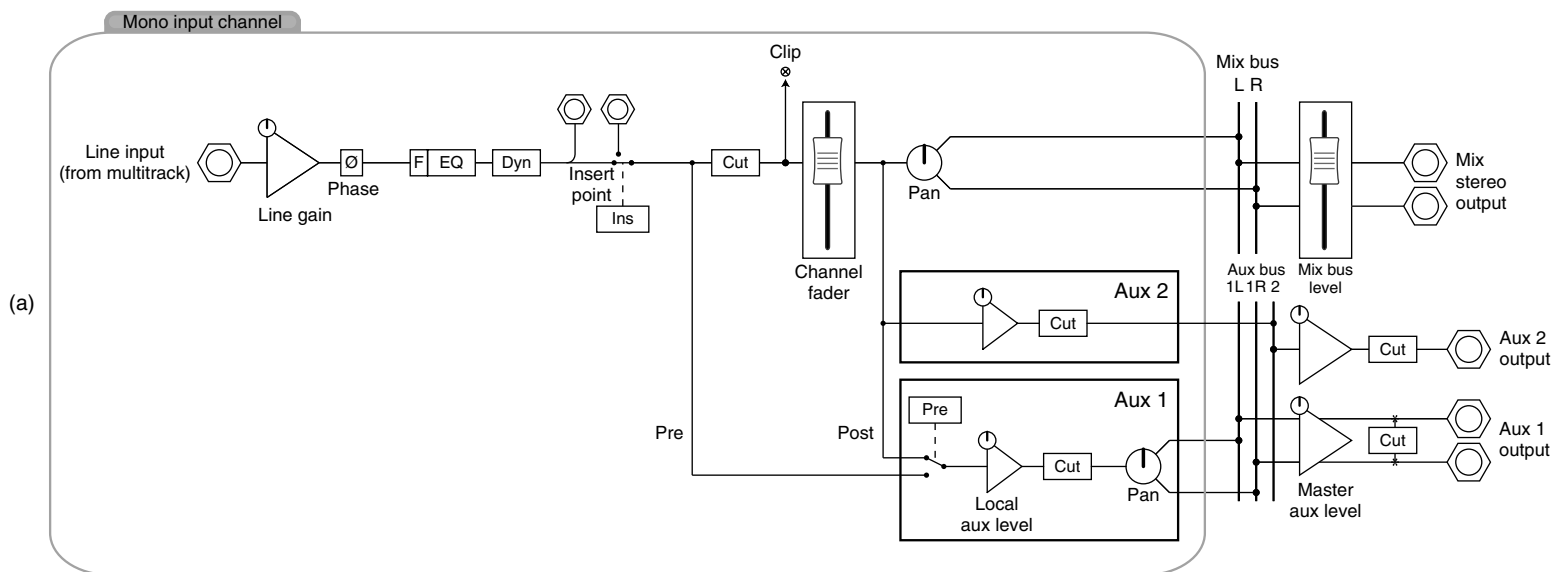 Mono input channel
Clip
Mix bus
L R
Line input
(from multitrack)
Ø
Phase
Line gain
F
EQ
Dyn
Insert
point
Ins
Cut
Channel
fader
Pan
Mix
stereo
output
Aux bus
1L 1R 2
Mix bus
level
(a)
Aux 2
Cut
Cut
Aux 2
output
Aux 1
Pre
Pre
Post
Local
aux level
Cut
Pan
Cut
Master
aux level
Aux 1
output